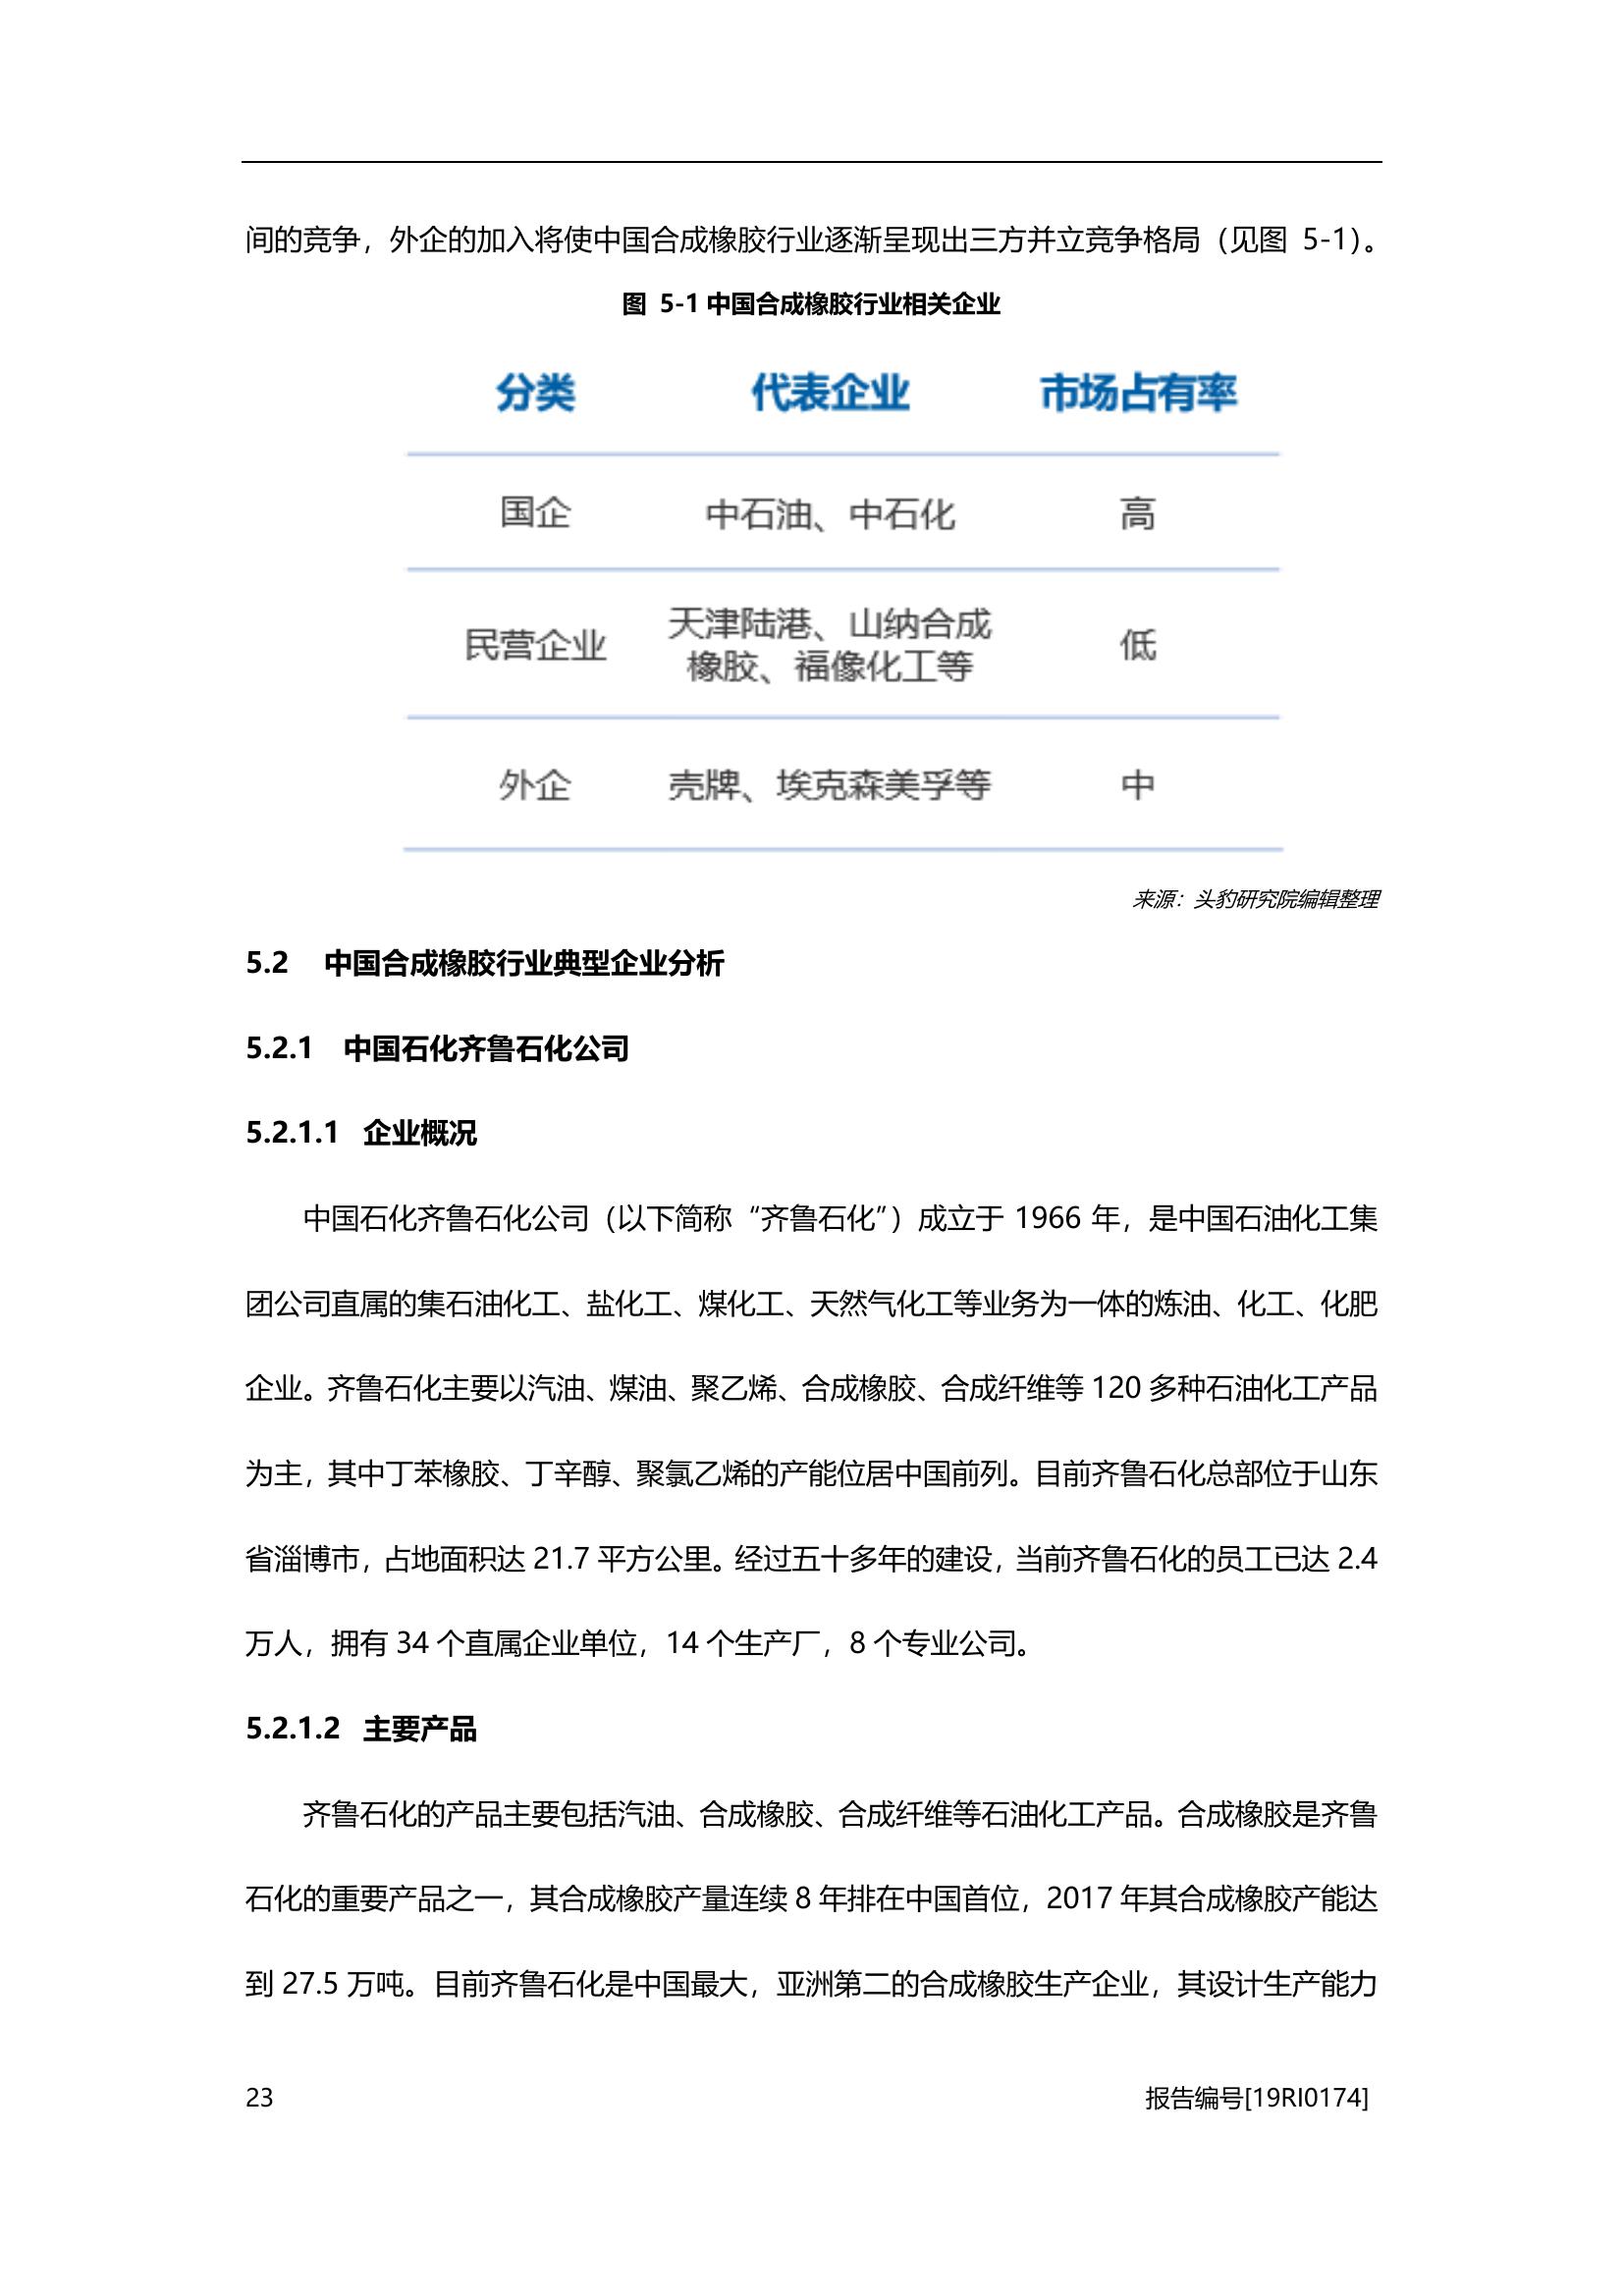 间的竞争，外企的加入将使中国合成橡胶行业逐渐呈现出三方并立竞争格局（见图 5-1）。
图 5-1 中国合成橡胶行业相关企业
分类 代表企业 市场占有率
国企 中石油、中石化 高
民营企业 天津陆港、山纳合成
橡胶、福像化工等 低
外企 壳牌、埃克森美孚等 中
来源：头豹研究院编辑整理
5.2 中国合成橡胶行业典型企业分析
5.2.1 中国石化齐鲁石化公司
5.2.1.1 企业概况
中国石化齐鲁石化公司（以下简称“齐鲁石化”）成立于 1966 年，是中国石油化工集
团公司直属的集石油化工、盐化工、煤化工、天然气化工等业务为一体的炼油、化工、化肥
企业。齐鲁石化主要以汽油、煤油、聚乙烯、合成橡胶、合成纤维等 120 多种石油化工产品
为主，其中丁苯橡胶、丁辛醇、聚氯乙烯的产能位居中国前列。目前齐鲁石化总部位于山东
省淄博市，占地面积达 21.7 平方公里。经过五十多年的建设，当前齐鲁石化的员工已达 2.4
万人，拥有 34 个直属企业单位，14 个生产厂，8 个专业公司。
5.2.1.2 主要产品
齐鲁石化的产品主要包括汽油、合成橡胶、合成纤维等石油化工产品。合成橡胶是齐鲁
石化的重要产品之一，其合成橡胶产量连续 8 年排在中国首位，2017 年其合成橡胶产能达
到 27.5 万吨。目前齐鲁石化是中国最大，亚洲第二的合成橡胶生产企业，其设计生产能力
23 报告编号[19RI0174]